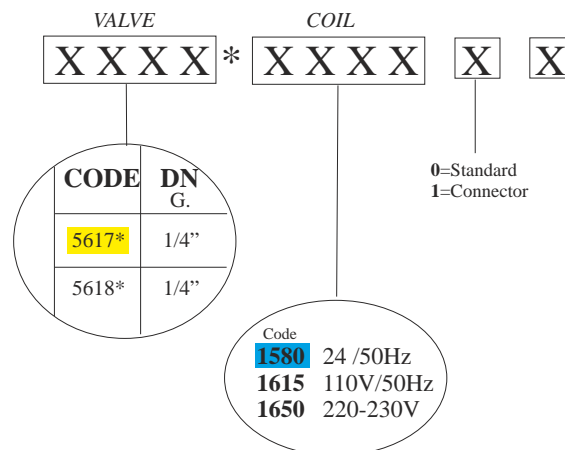 VALVE COIL
X X X X * X X X X X X
0=Standard
1=Connector
CODE DN
G.
5617* 1/4”
5618* 1/4”
Code
1580 24 /50Hz
1615 110V/50Hz
1650 220-230V